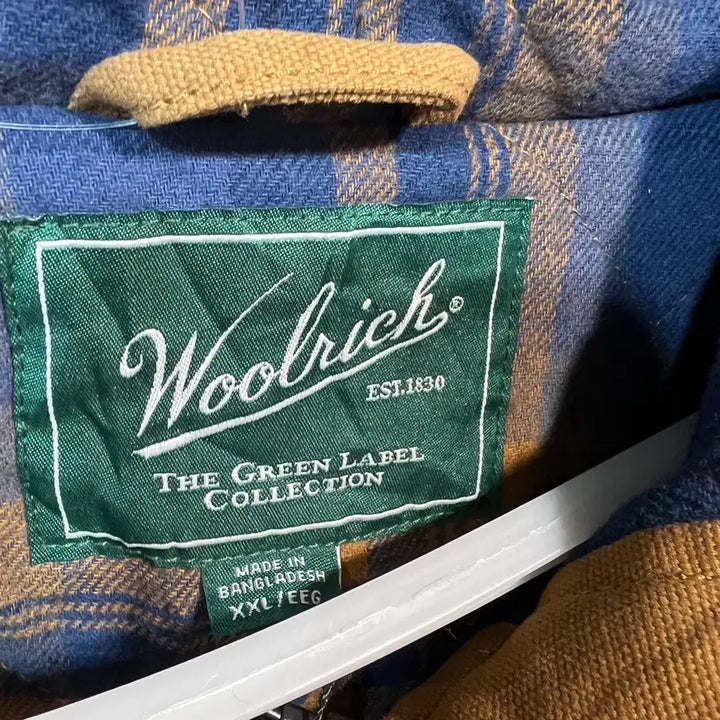 Woolrich®
EST.1830
THE GREEN LABEL
COLLECTION
MADE IN
BANGLADESH
XXL/EEG